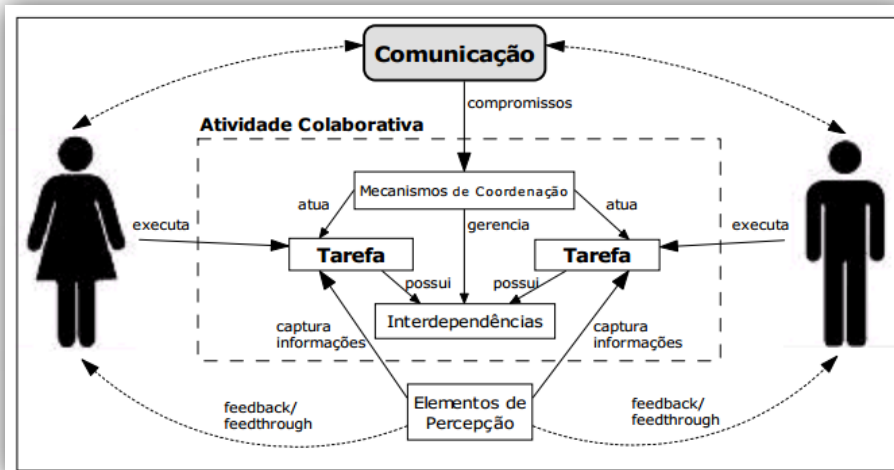 Comunicação
compromissos
Atividade Colaborativa
Mecanismos de Coordenação
atua
atua
executa
gerencia
executa
Tarefa
Tarefa
possui
possui
Interdependências
captura
informações
captura
informações
feedback/
feedthrough
Elementos de
Percepção
feedback/
feedthrough